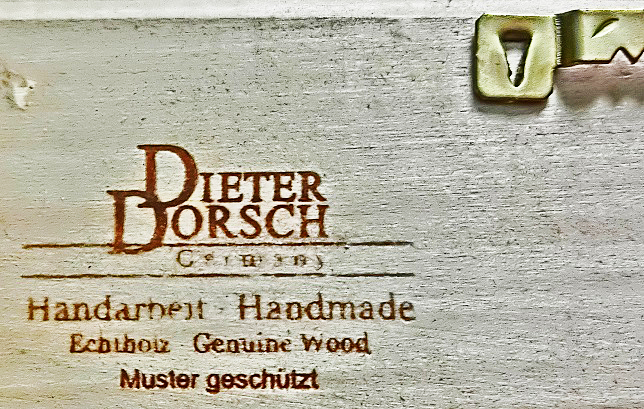 DIETER
DORSCH
Germany
Handarbeit - Handmade
Echtholz Genuine Wood
Muster geschützt